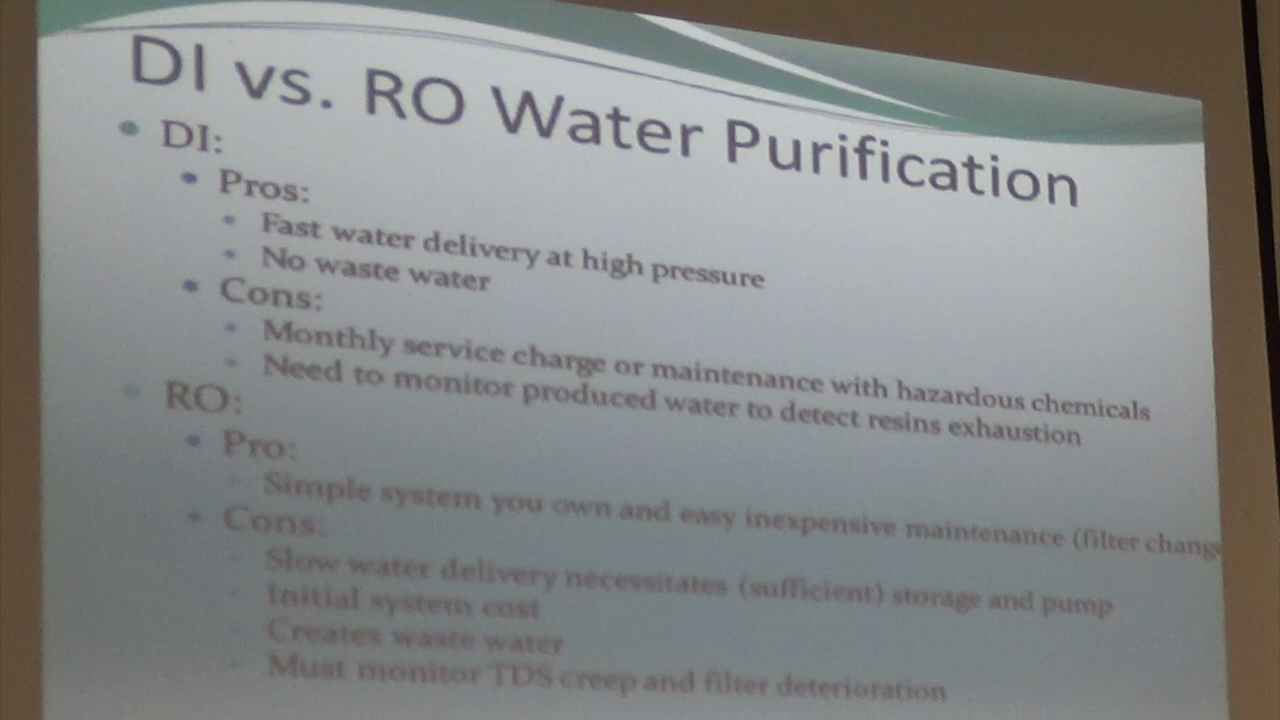 DI vs. RO Water Purification
• DI:
• Pros:
• Fast water delivery at high pressure
• No waste water
• Cons:
• Monthly service charge or maintenance with hazardous chemicals
• Need to monitor produced water to detect resins exhaustion
• RO:
• Pro:
• Simple system you own and easy inexpensive maintenance (filter change
• Cons:
• Slow water delivery necessitates (sufficient) storage and pump
• Initial system cost
• Creates waste water
• Must monitor TDS creep and filter deterioration